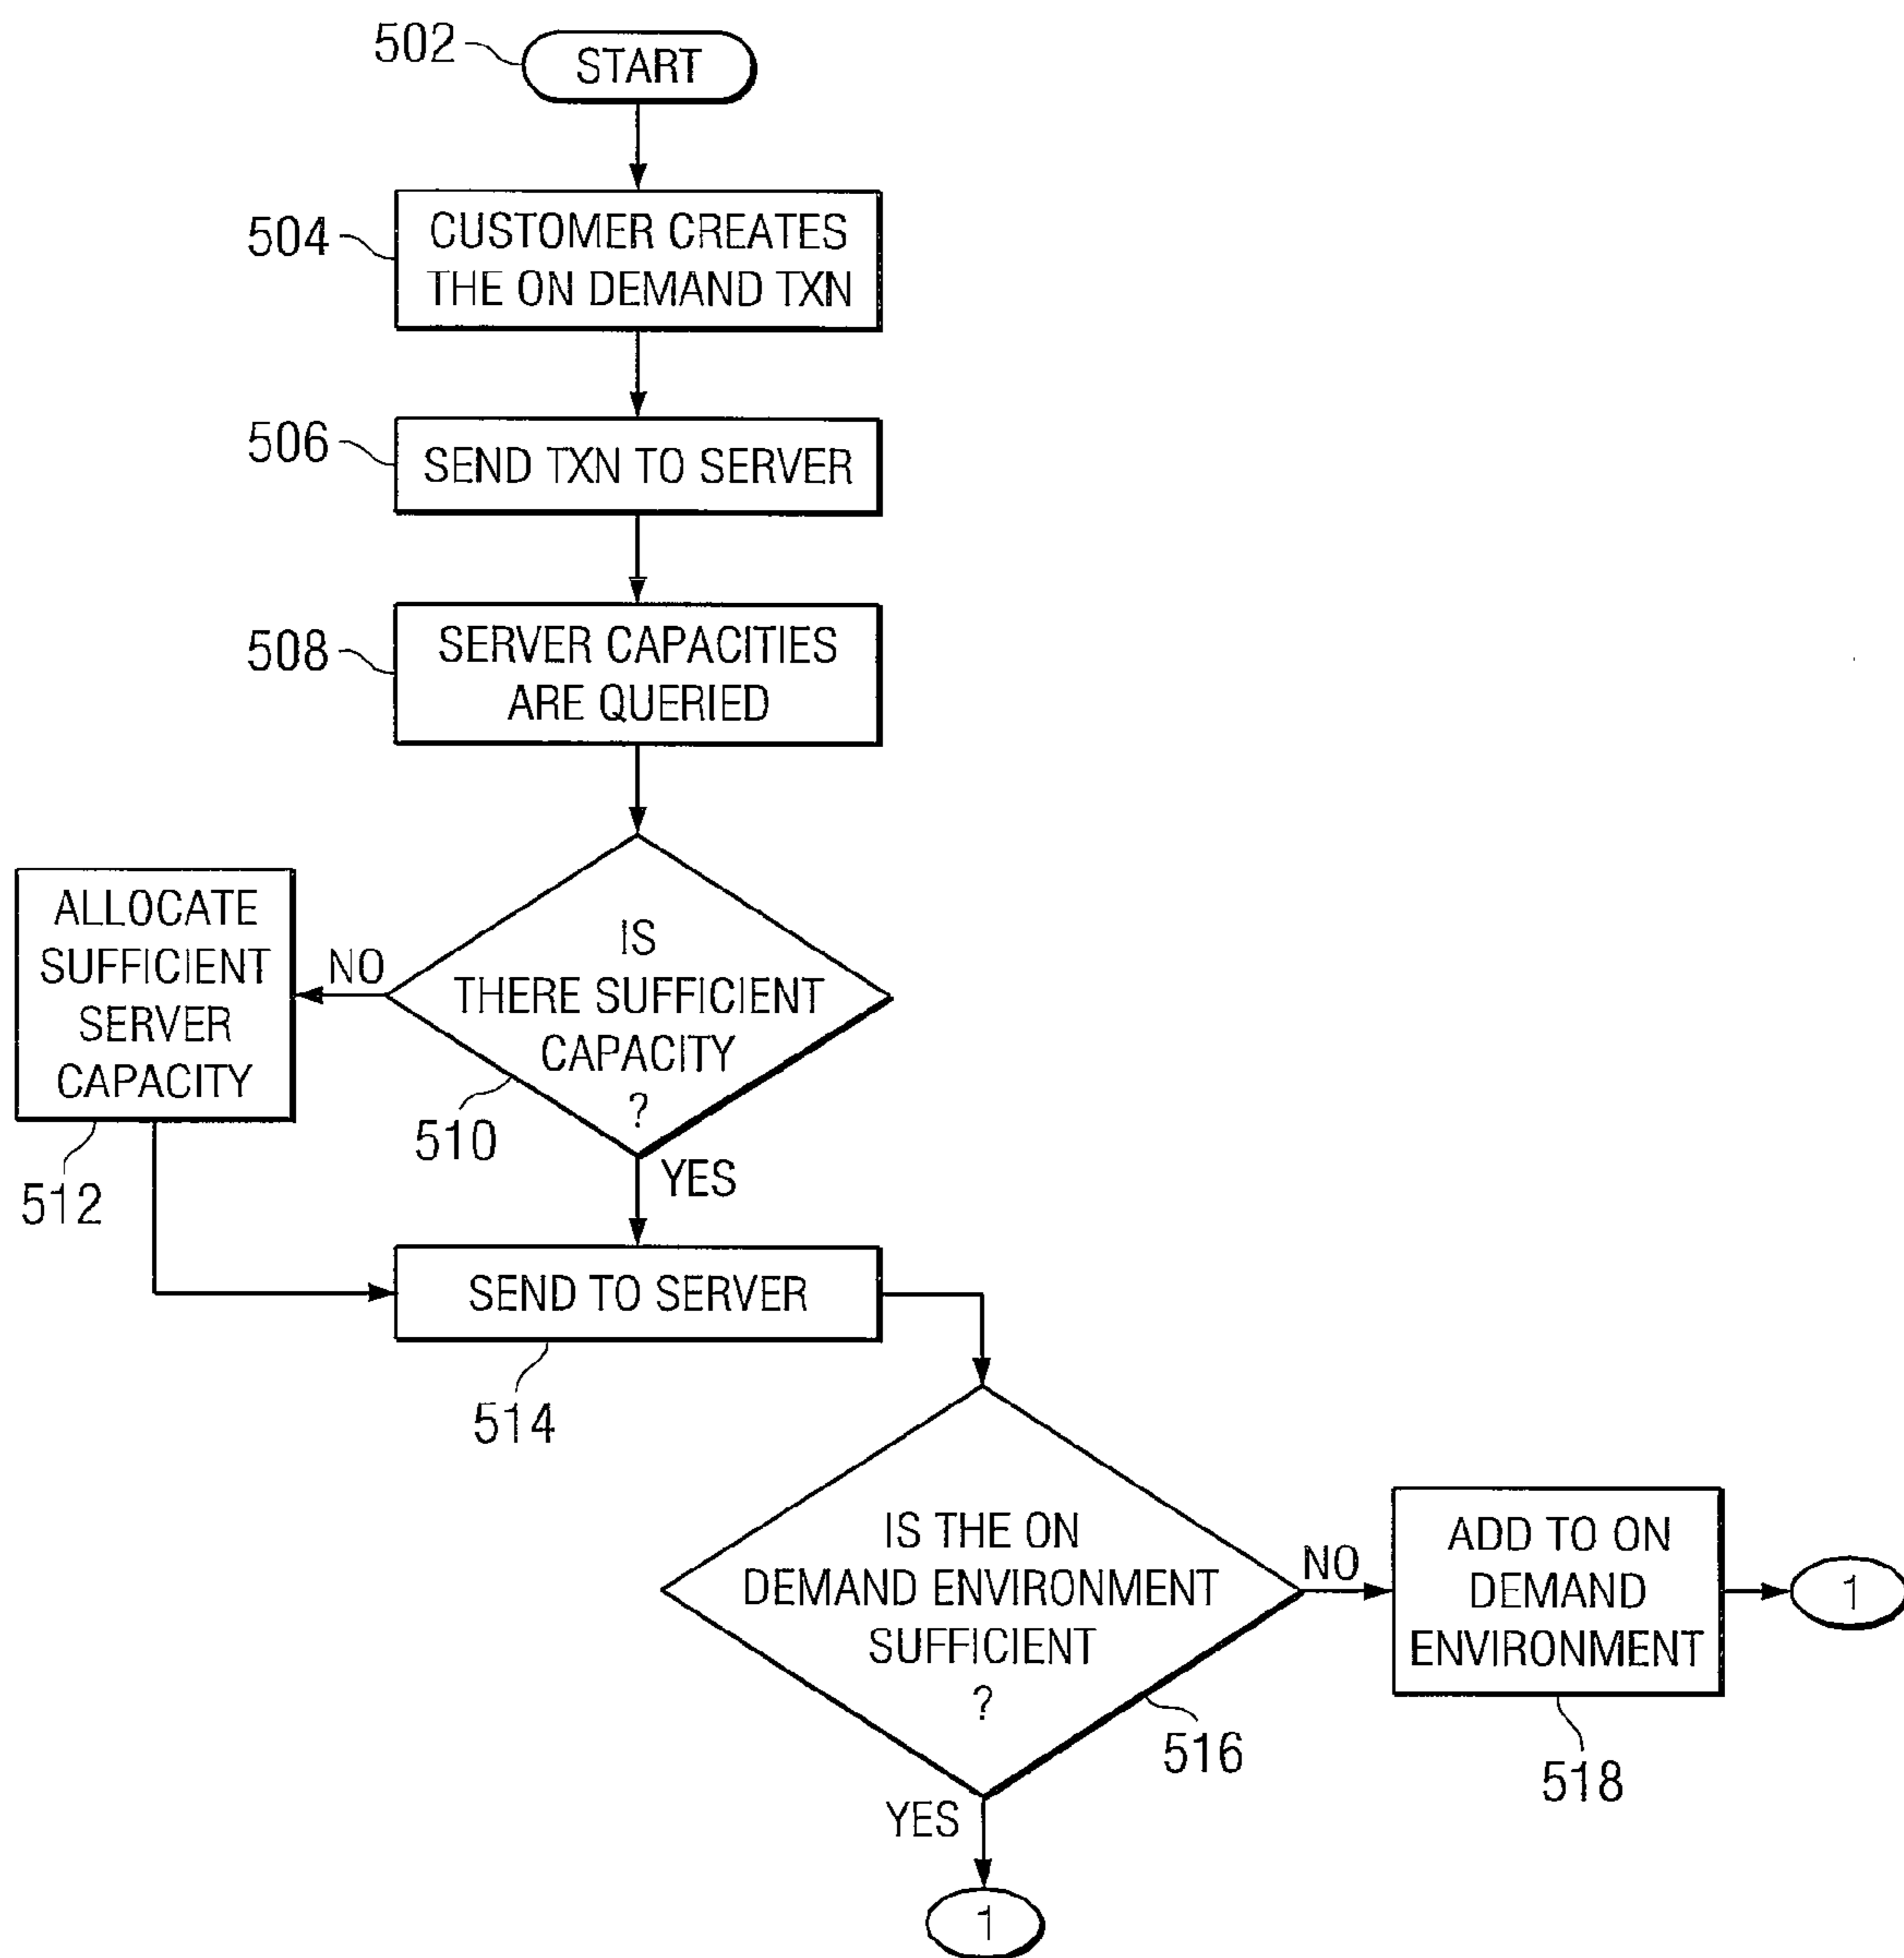 502
START
504
CUSTOMER CREATES
THE ON DEMAND TXN
506
SEND TXN TO SERVER
508
SERVER CAPACITIES
ARE QUERIED
ALLOCATE
SUFFICIENT
SERVER
CAPACITY
512
NO
IS
THERE SUFFICIENT
CAPACITY
?
510
YES
SEND TO SERVER
514
IS THE ON
DEMAND ENVIRONMENT
SUFFICIENT
?
516
NO
ADD TO ON
DEMAND
ENVIRONMENT
518
1
YES
1